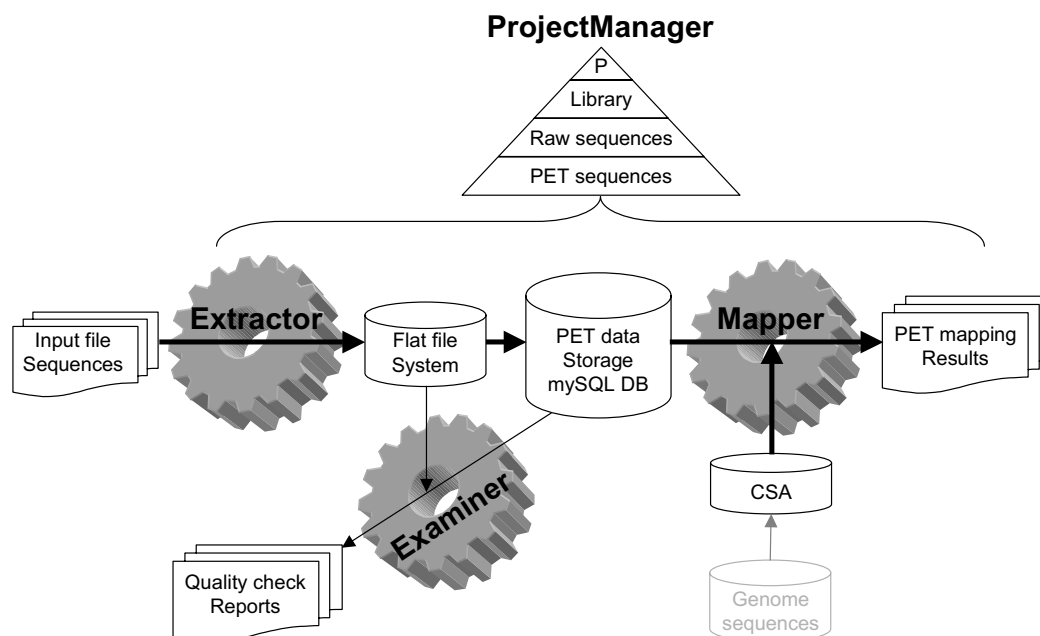 ProjectManager
P
Library
Raw sequences
PET sequences
Extractor
Mapper
Input file
Sequences
Flat file
System
PET data
Storage
mySQL DB
PET mapping
Results
Examiner
CSA
Quality check
Reports
Genome
sequences